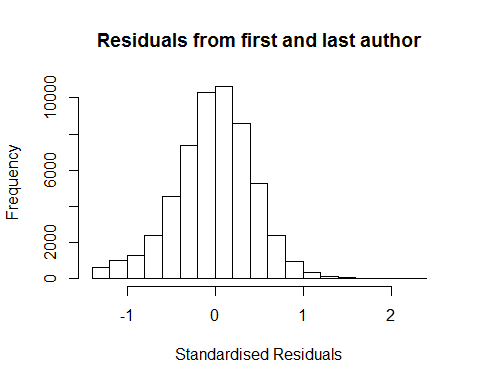 Residuals from first and last author
Frequency
10000
6000
2000
0
-1
0
1
2
Standardised Residuals